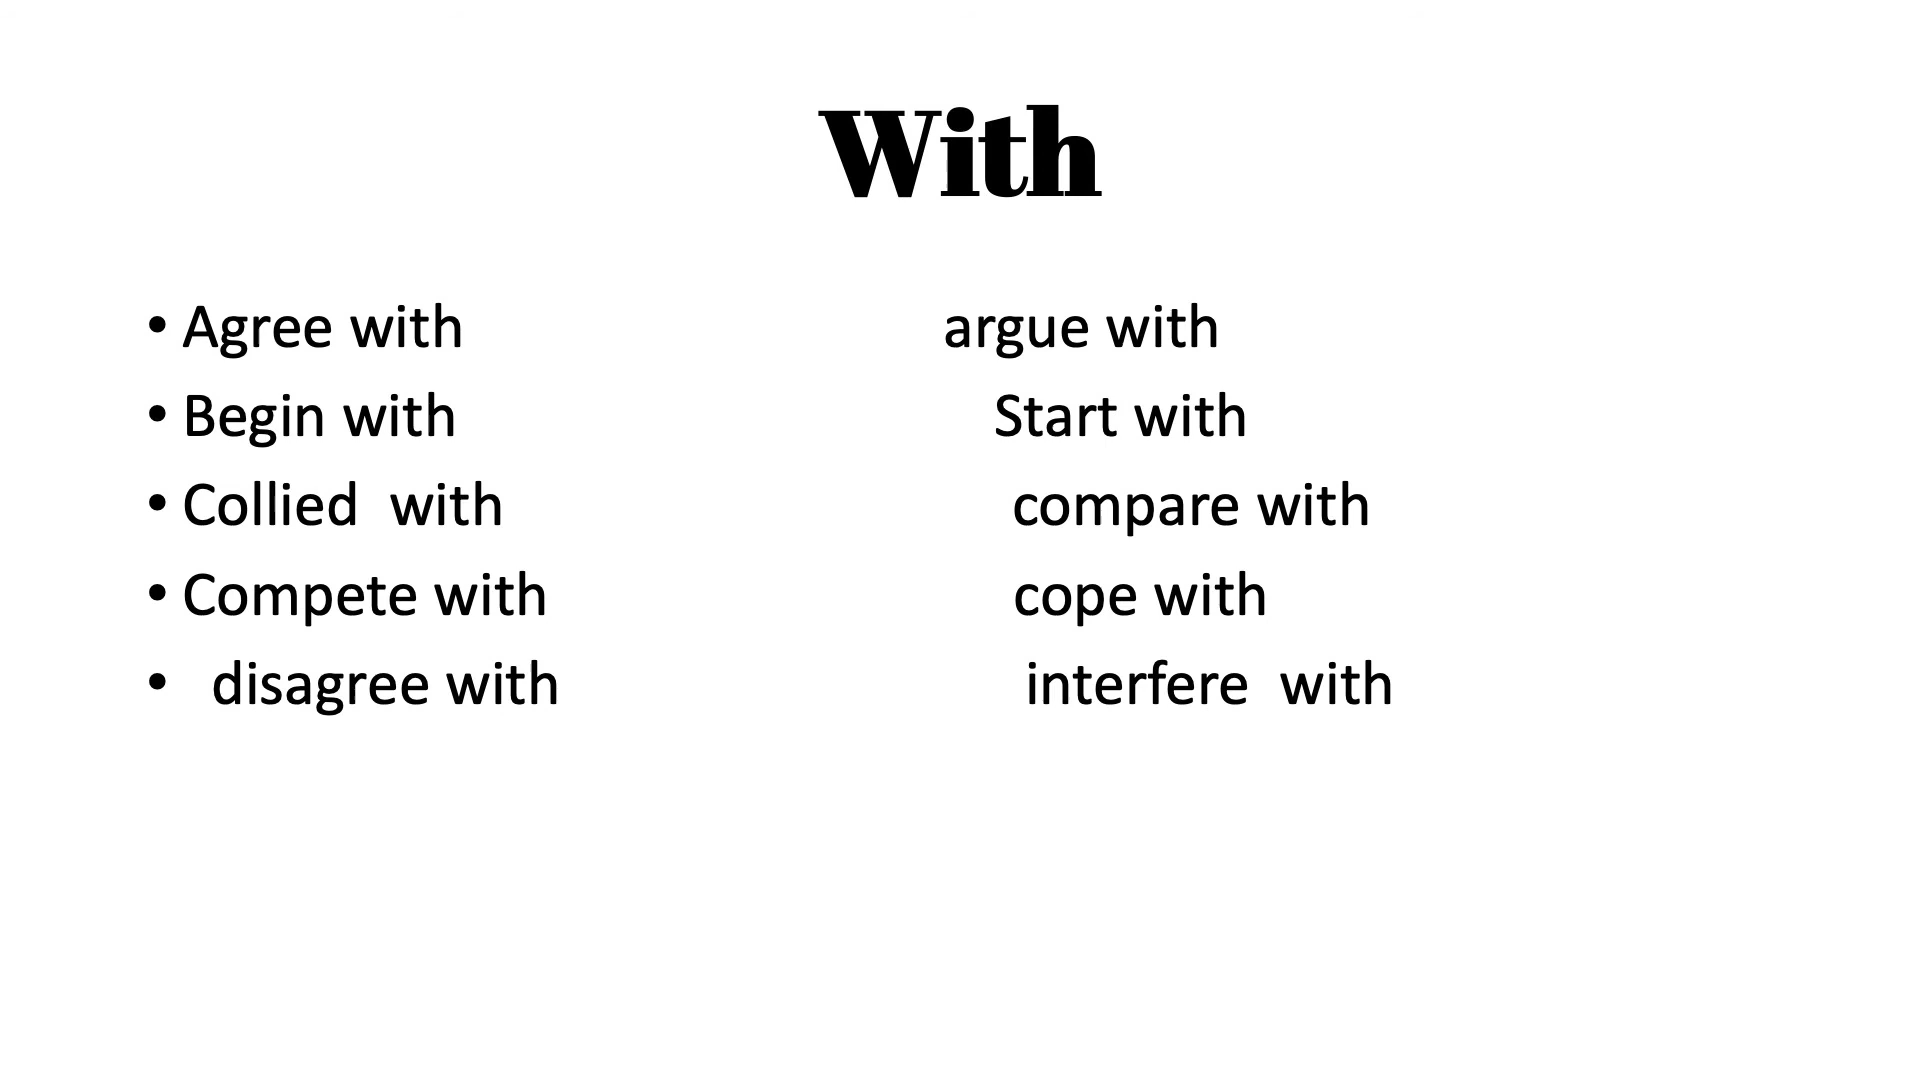 With
• Agree with argue with
• Begin with Start with
• Collied with compare with
• Compete with cope with
• disagree with interfere with